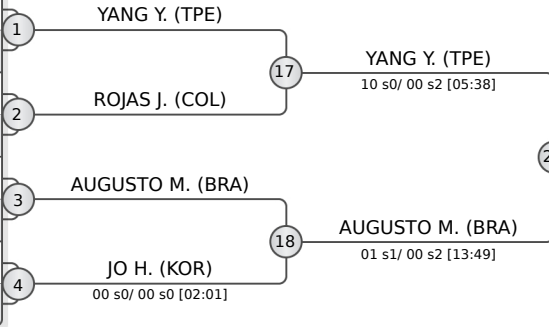 YANG Y. (TPE)
1
17
YANG Y. (TPE)
10 s0/ 00 s2 [05:38]
ROJAS J. (COL)
2
2
AUGUSTO M. (BRA)
3
18
AUGUSTO M. (BRA)
01 s1/ 00 s2 [13:49]
JO H. (KOR)
4
00 s0/ 00 s0 [02:01]